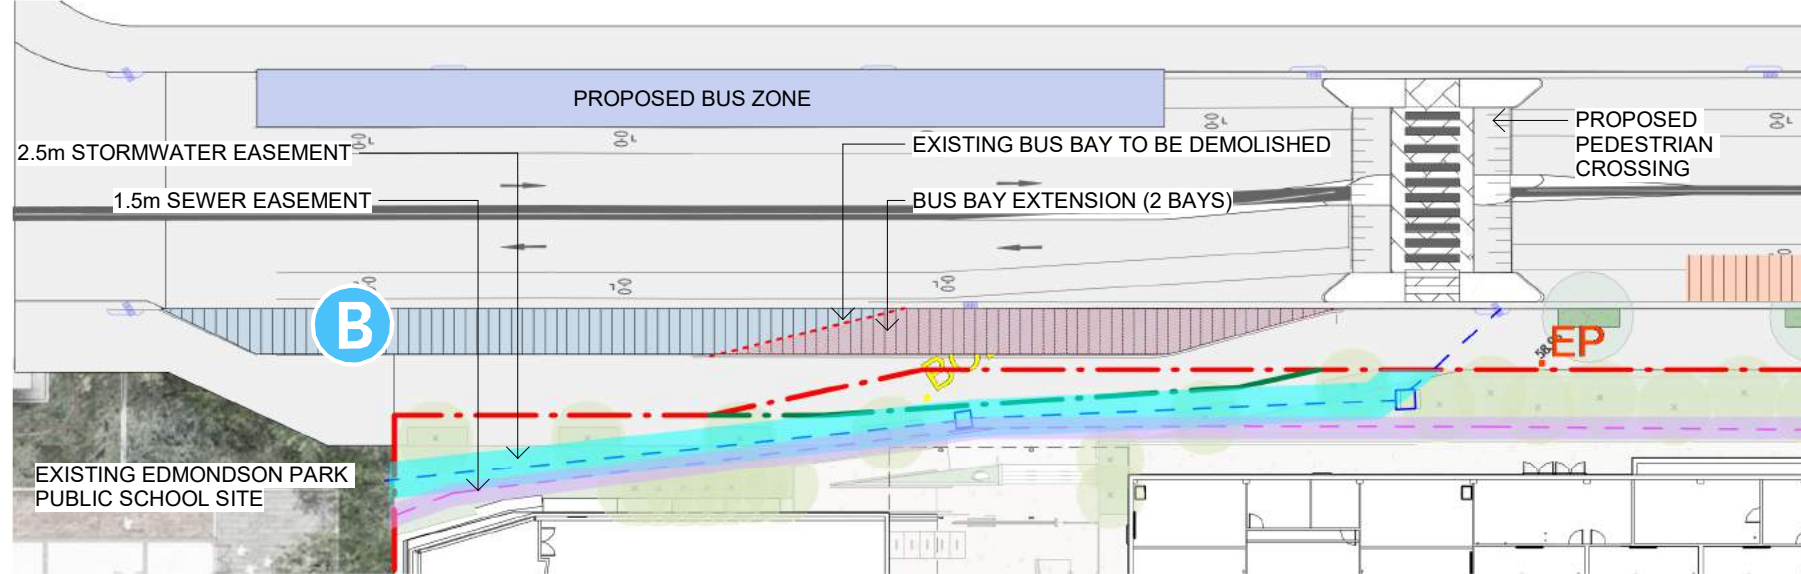 PROPOSED BUS ZONE
2.5m STORMWATER EASEMENT
EXISTING BUS BAY TO BE DEMOLISHED
PROPOSED
PEDESTRIAN
CROSSING
1.5m SEWER EASEMENT
BUS BAY EXTENSION (2 BAYS)
B
EP
EXISTING EDMONDSON PARK
PUBLIC SCHOOL SITE